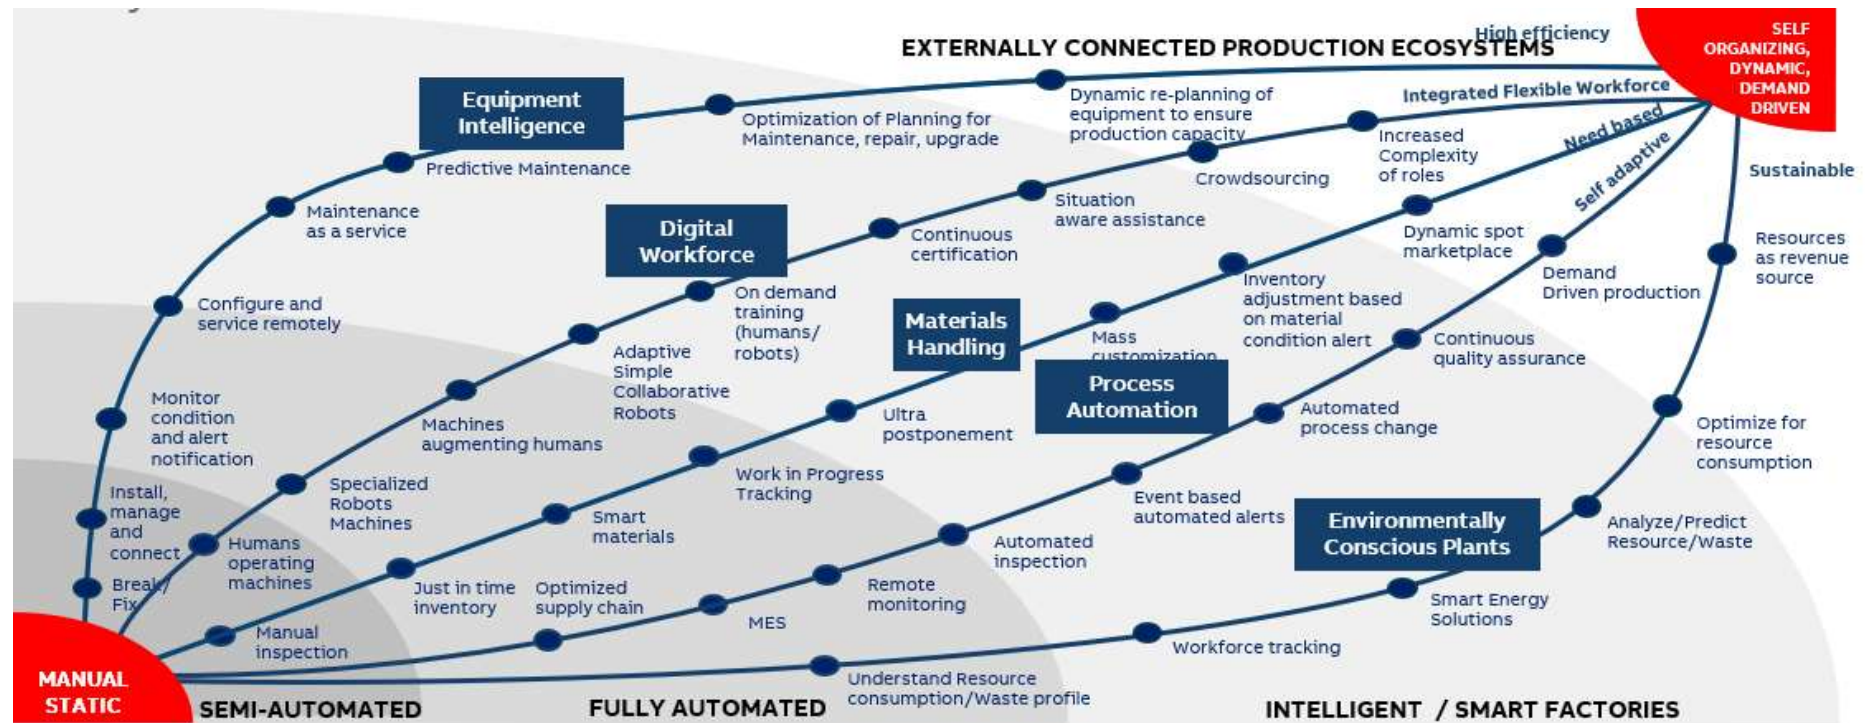 High efficiency
EXTERNALLY CONNECTED PRODUCTION ECOSYSTEMS
SELF
ORGANIZING,
DYNAMIC,
DEMAND
DRIVEN
Equipment
Intelligence
Optimization of Planning for
Maintenance, repair, upgrade
Dynamic re-planning of
equipment to ensure
production capacity
Integrated Flexible Workforce
Need based
Self adaptive
Sustainable
Increased
Complexity
of roles
Crowdsourcing
Predictive Maintenance
Maintenance
as a service
Digital
Workforce
Situation
aware assistance
Continuous
certification
Dynamic spot
marketplace
Resources
as revenue
source
Demand
Driven production
Inventory
adjustment based
on material
condition alert
On demand
training
(humans/
robots)
Configure and
service remotely
Materials
Handling
Mass
customization
Continuous
quality assurance
Adaptive
Simple
Collaborative
Robots
Process
Automation
Monitor
condition
and alert
notification
Machines
augmenting humans
Ultra
postponement
Automated
process change
Optimize for
resource
consumption
Work in Progress
Tracking
Specialized
Robots
Machines
Install,
manage
and
connect
Event based
automated alerts
Environmentally
Conscious Plants
Analyze/Predict
Resource/Waste
Smart
materials
Humans
operating
machines
Automated
inspection
Break/
Fix
Just in time
inventory
Optimized
supply chain
Remote
monitoring
Smart Energy
Solutions
MES
Manual
inspection
Workforce tracking
Understand Resource
consumption/Waste profile
MANUAL
STATIC
SEMI-AUTOMATED
FULLY AUTOMATED
INTELLIGENT / SMART FACTORIES